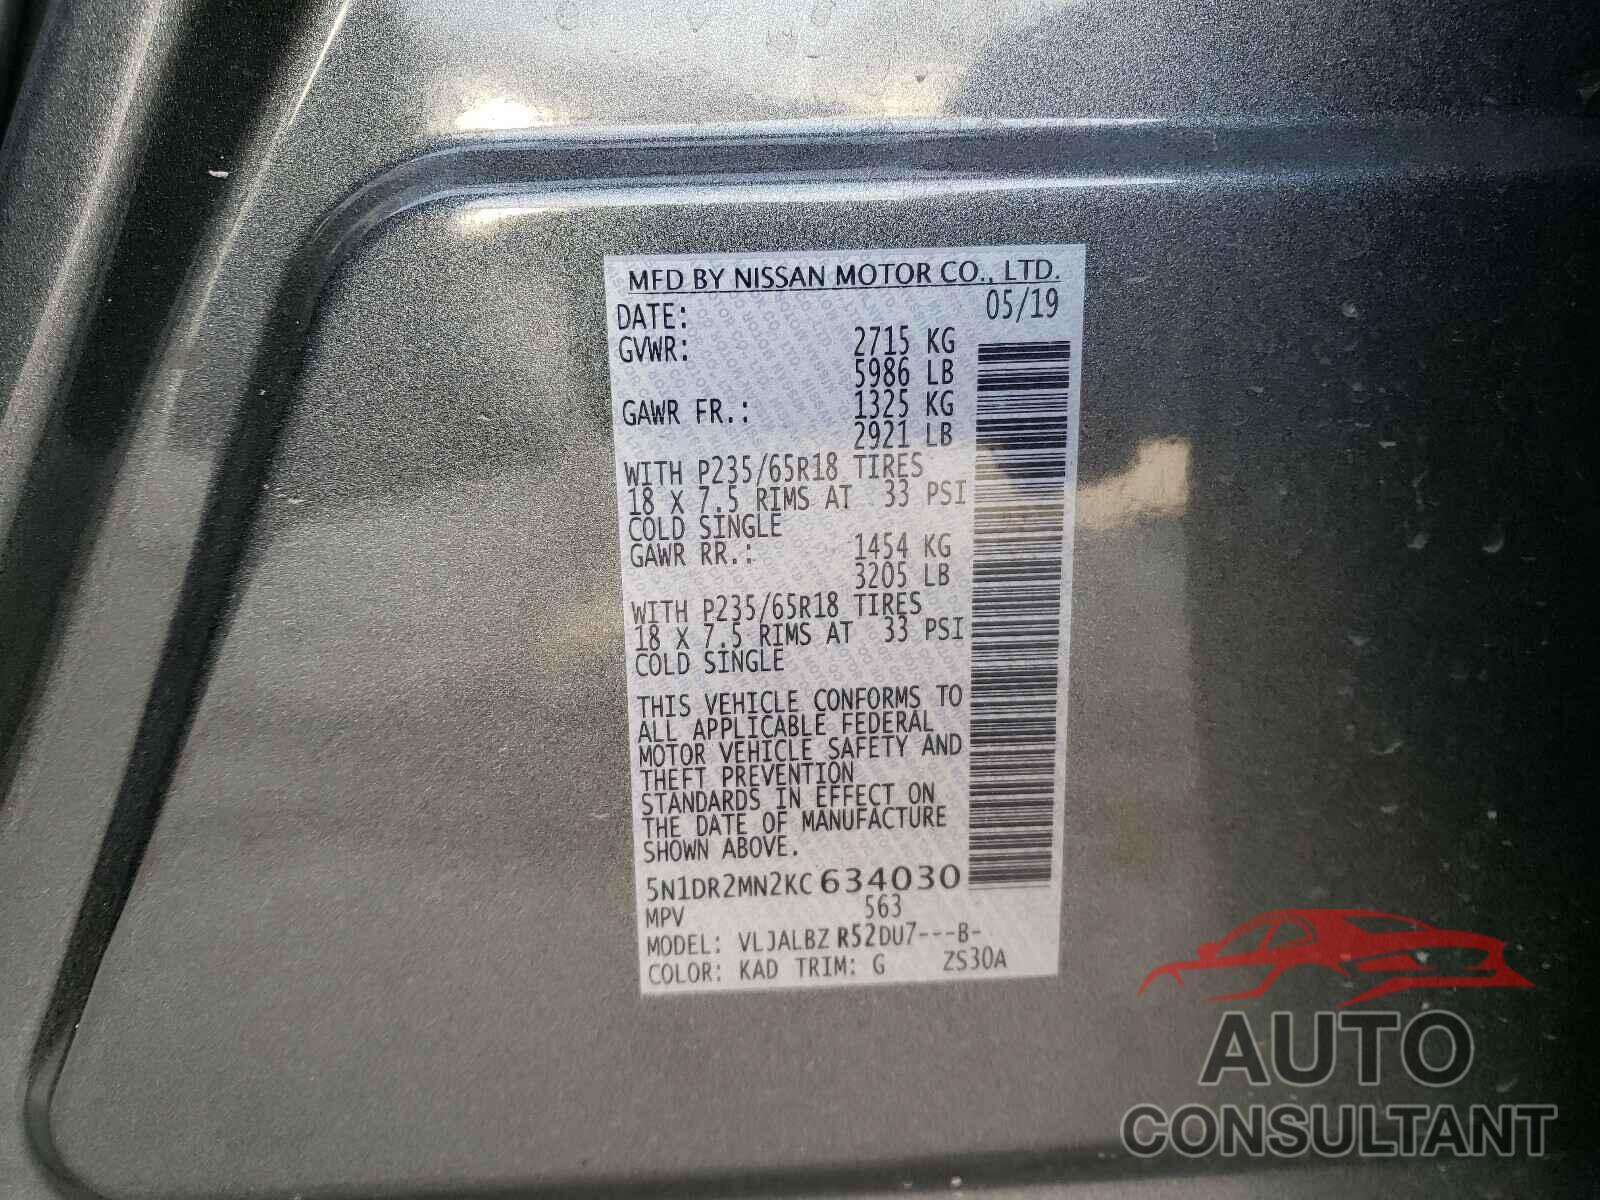 MFD BY NISSAN MOTOR CO., LTD.
DATE: 05/19
GVWR: 2715 KG
5986 LB
GAWR FR.: 1325 KG
2921 LB
WITH P235/65R18 TIRES
18 X 7.5 RIMS AT 33 PSI
COLD SINGLE
GAWR RR.: 1454 KG
3205 LB
WITH P235/65R18 TIRES
18 X 7.5 RIMS AT 33 PSI
COLD SINGLE
THIS VEHICLE CONFORMS TO
ALL APPLICABLE FEDERAL
MOTOR VEHICLE SAFETY AND
THEFT PREVENTION
STANDARDS IN EFFECT ON
THE DATE OF MANUFACTURE
SHOWN ABOVE.
5N1DR2MN2KC634030
MPV 563
MODEL: VLJALBZ R52DU7---B-
COLOR: KAD TRIM: G ZS30A
AUTO
CONSULTANT